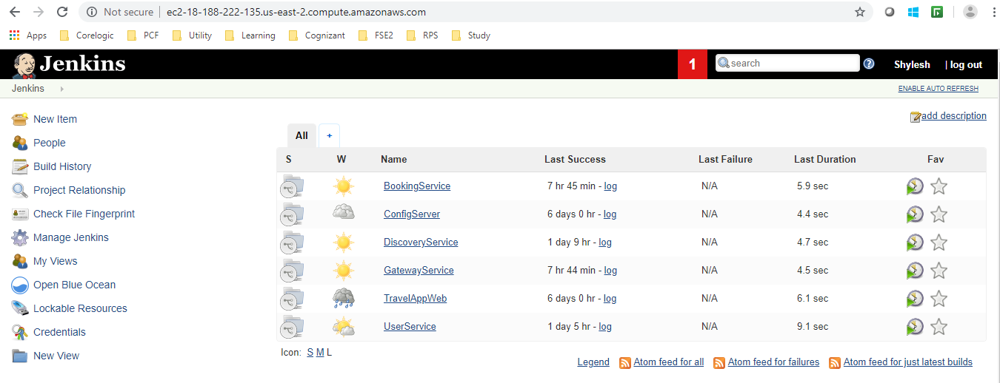 Not secure | ec2-18-188-222-135.us-east-2.compute.amazonaws.com
Apps Corelogic PCF Utility Learning Cognizant FSE2 RPS Study
Jenkins 1 search ? Shylesh | log out
Jenkins ENABLE AUTO REFRESH
add description
New Item
People
Build History
Project Relationship
Check File Fingerprint
Manage Jenkins
My Views
Open Blue Ocean
Lockable Resources
Credentials
New View
All +
S W Name Last Success Last Failure Last Duration Fav
BookingService 7 hr 45 min - log N/A 5.9 sec
ConfigServer 6 days 0 hr - log N/A 4.4 sec
DiscoveryService 1 day 9 hr - log N/A 4.7 sec
GatewayService 7 hr 44 min - log N/A 4.5 sec
TravelAppWeb 6 days 0 hr - log N/A 6.1 sec
UserService 1 day 5 hr - log N/A 9.1 sec
Icon: S M L
Legend Atom feed for all Atom feed for failures Atom feed for just latest builds